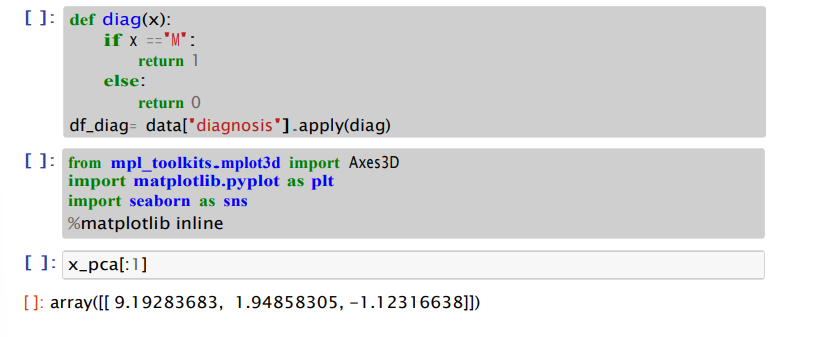 [ ]: def diag(x):
if x =="M":
return 1
else:
return 0
df_diag= data["diagnosis"].apply(diag)
[ ]: from mpl_toolkits.mplot3d import Axes3D
import matplotlib.pyplot as plt
import seaborn as sns
%matplotlib inline
[ ]: x_pca[:1]
[ ]: array([[ 9.19283683, 1.94858305, -1.12316638]])